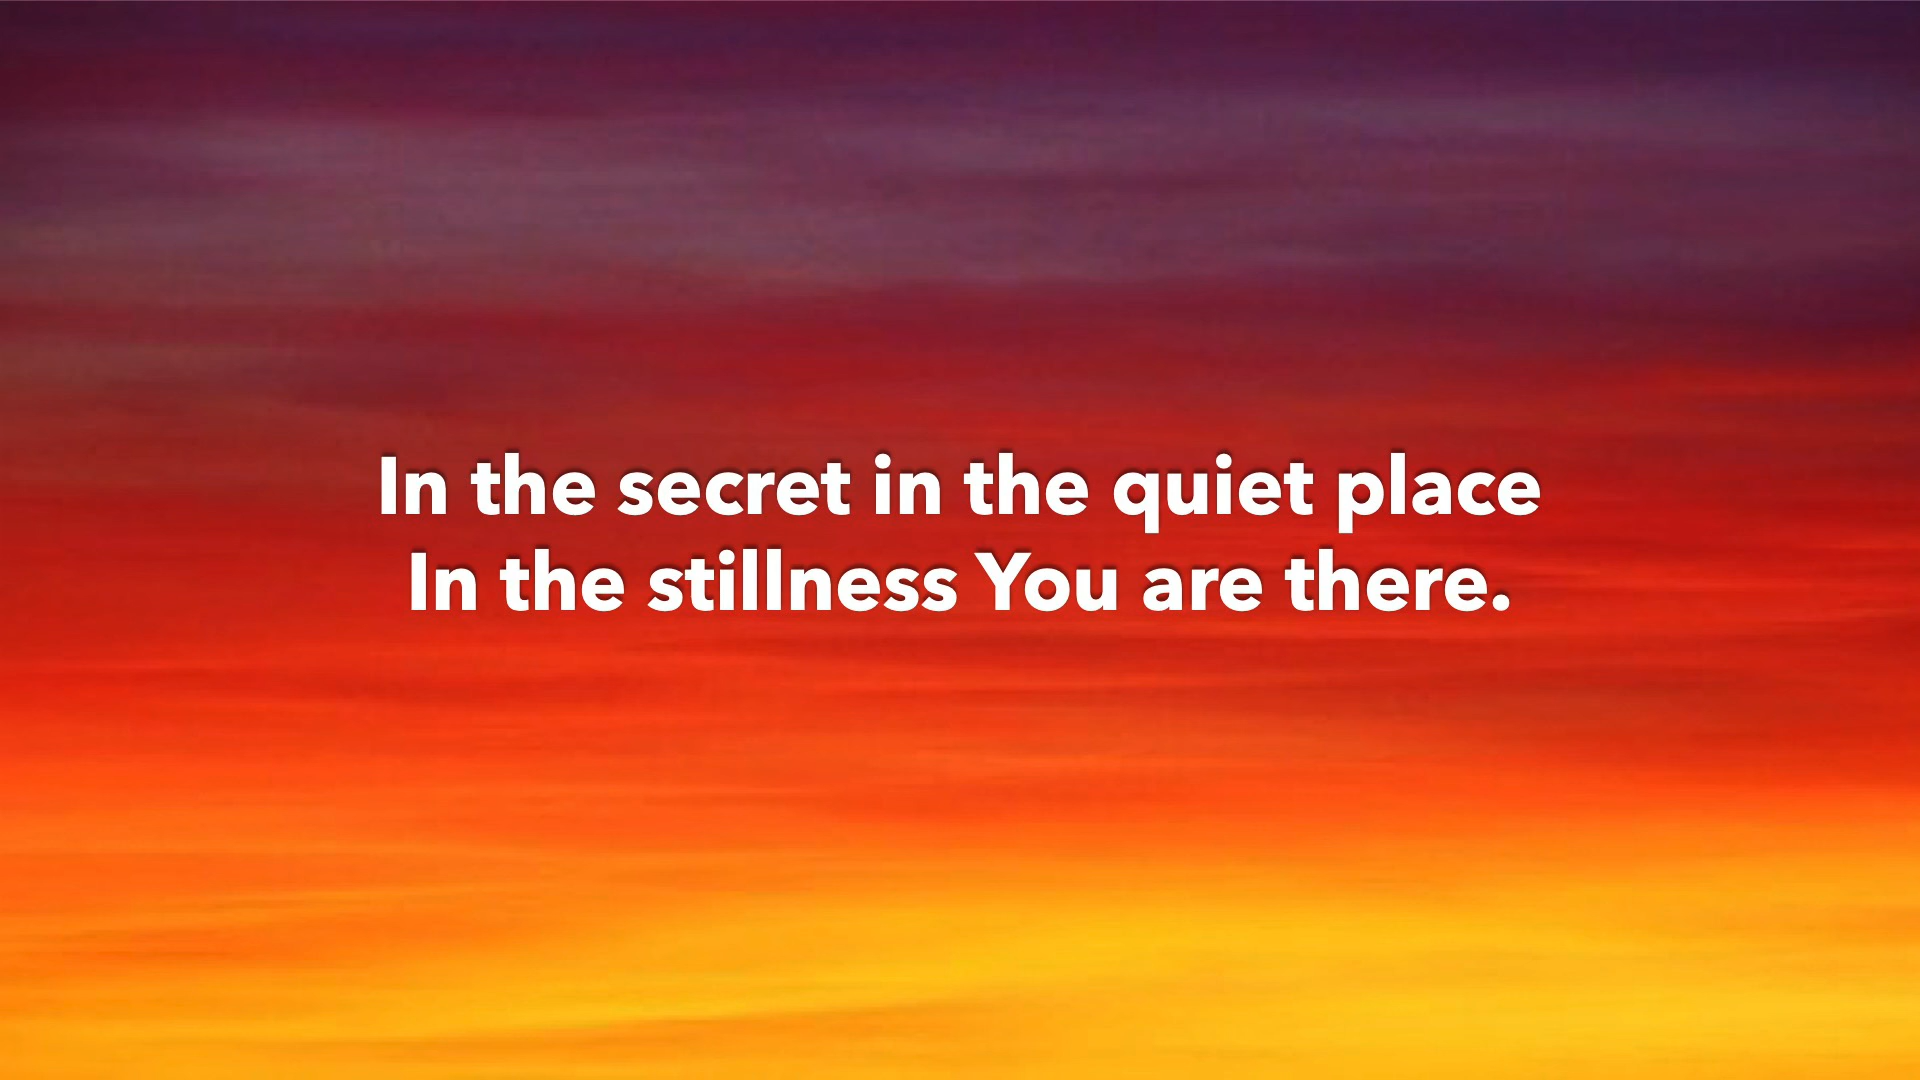 In the secret in the quiet place
In the stillness You are there.